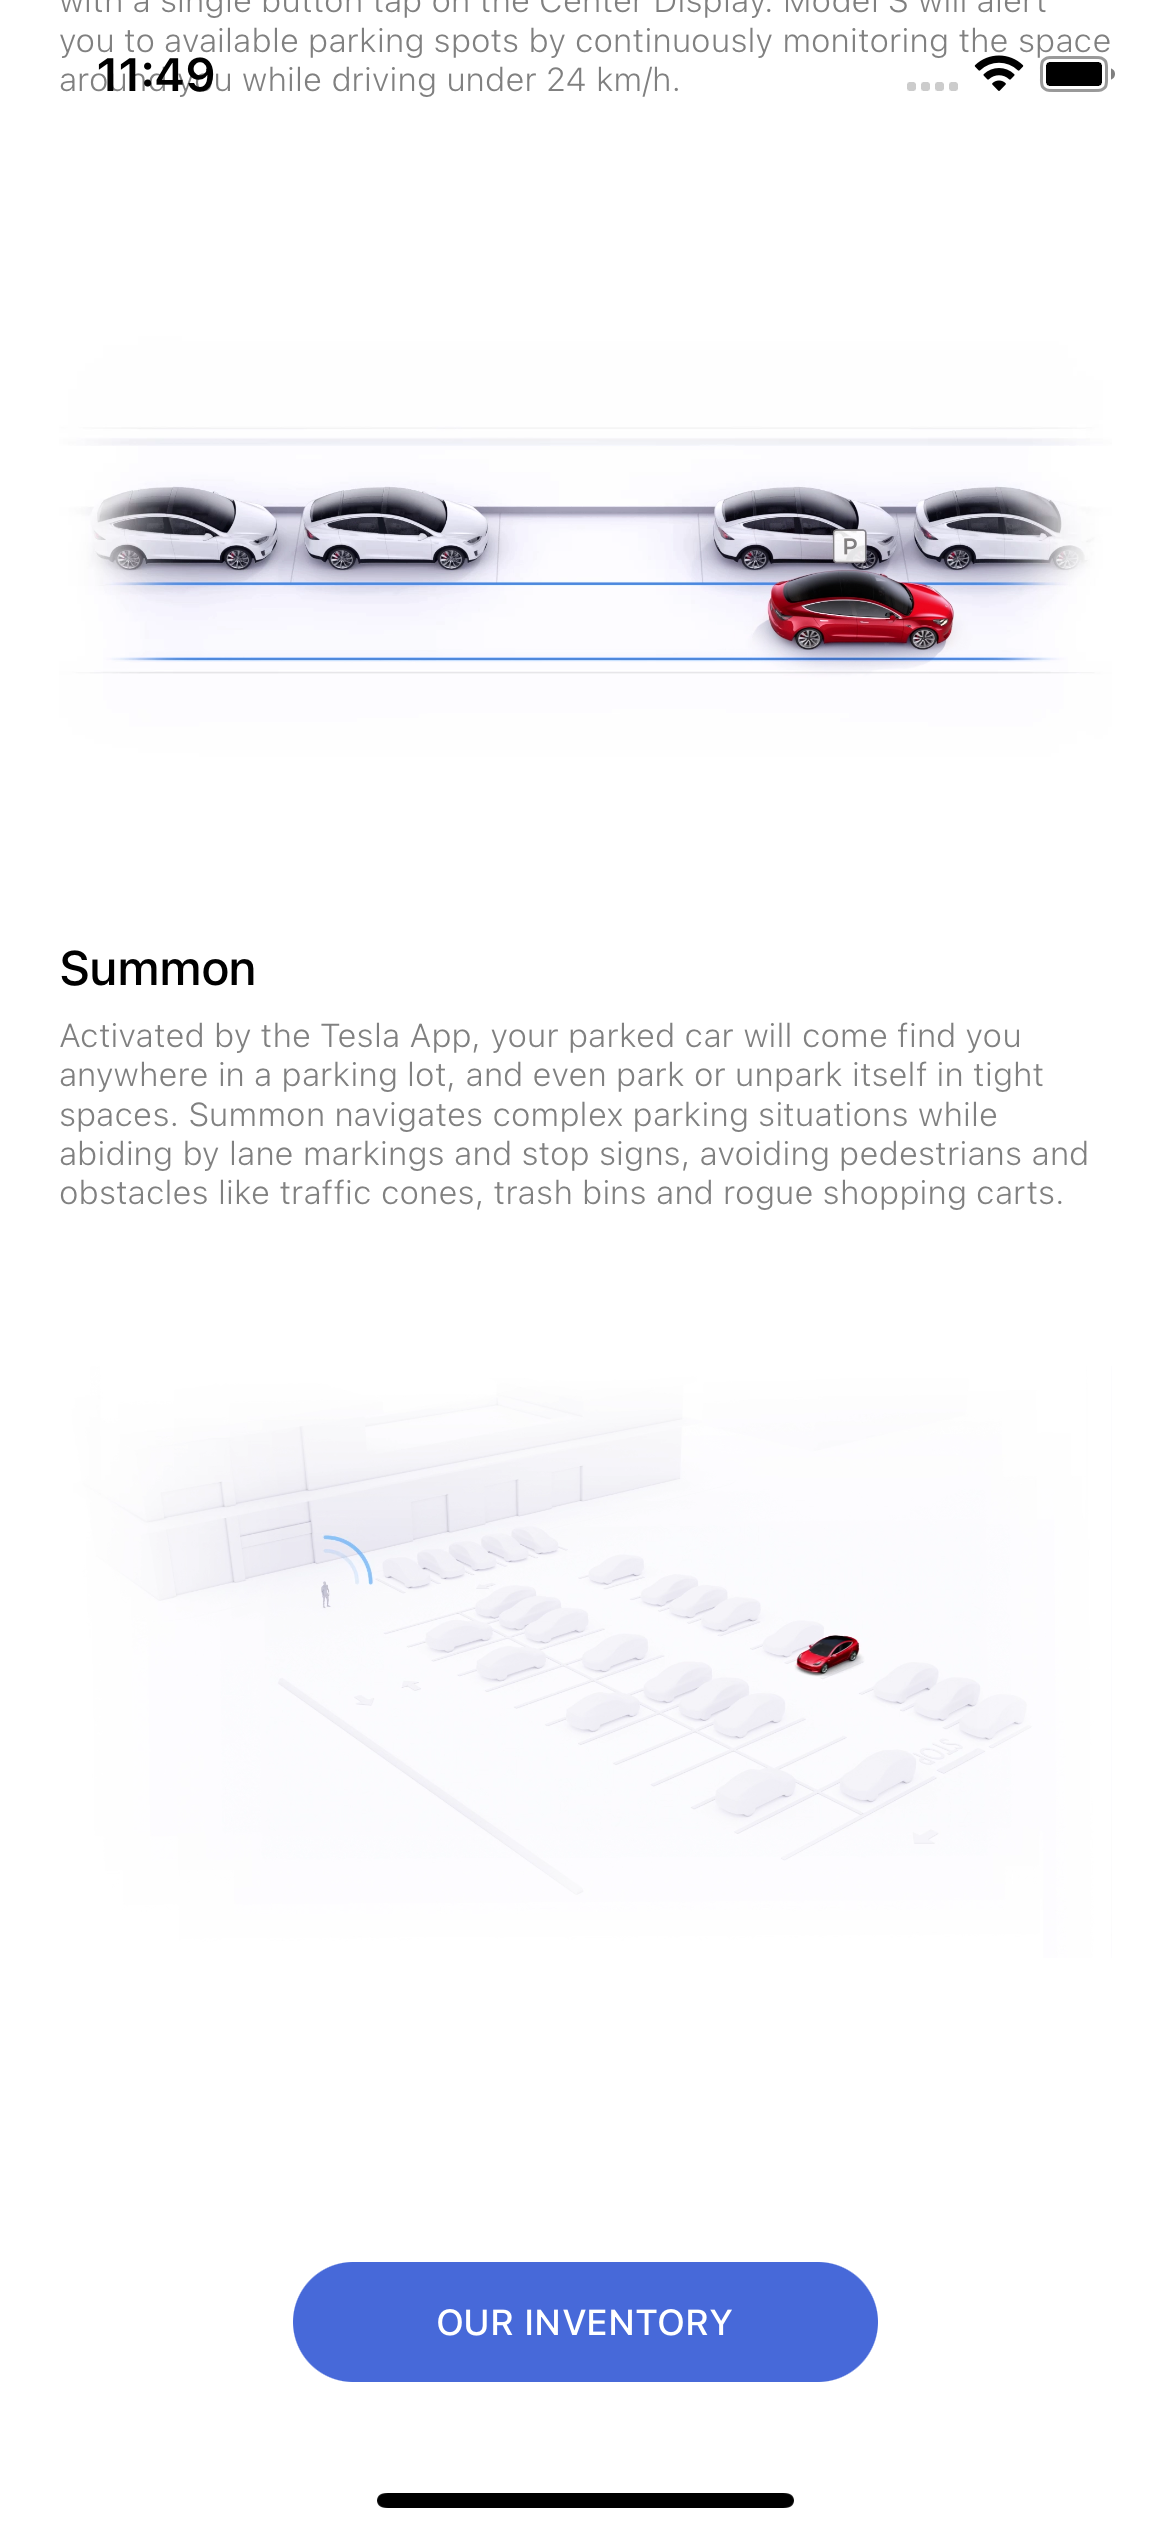 with a single button tap on the Center Display. Model S will alert
you to available parking spots by continuously monitoring the space
around you while driving under 24 km/h.
11:49
P
Summon
Activated by the Tesla App, your parked car will come find you
anywhere in a parking lot, and even park or unpark itself in tight
spaces. Summon navigates complex parking situations while
abiding by lane markings and stop signs, avoiding pedestrians and
obstacles like traffic cones, trash bins and rogue shopping carts.
STOP
OUR INVENTORY